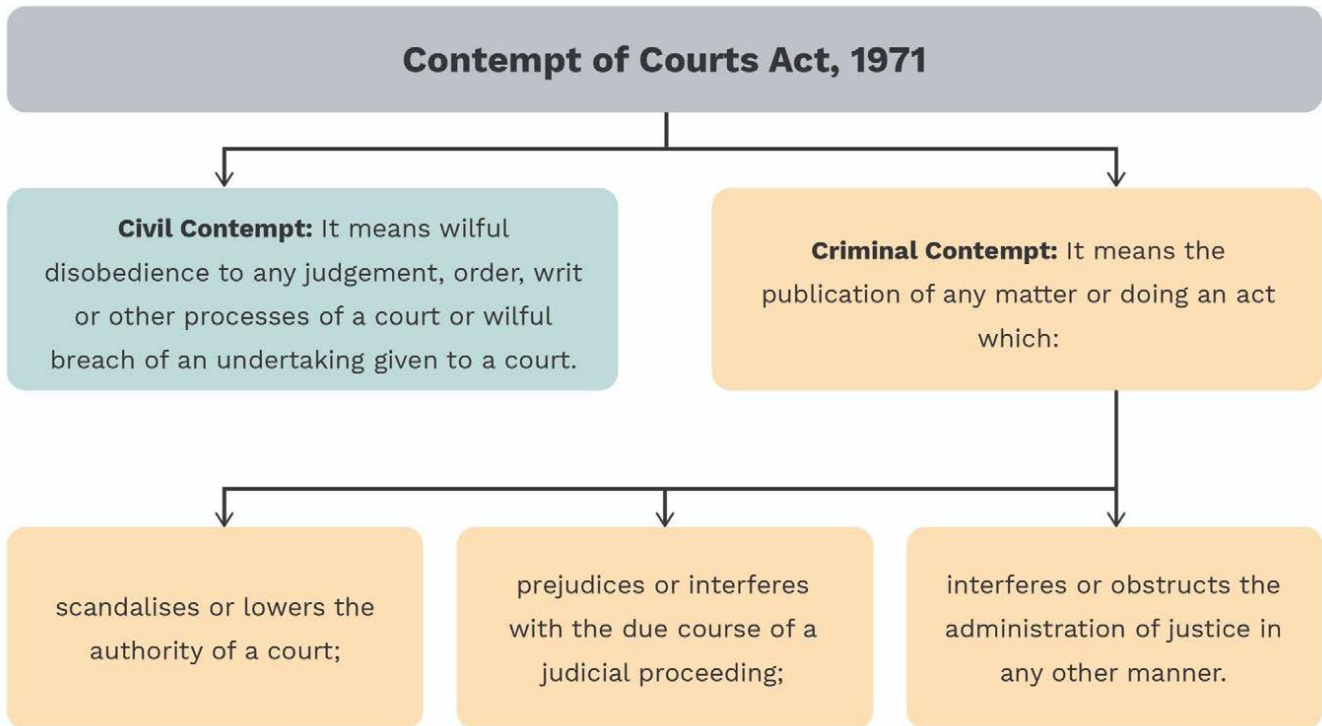 Contempt of Courts Act, 1971
Civil Contempt: It means wilful
disobedience to any judgement, order, writ
or other processes of a court or wilful
breach of an undertaking given to a court.
Criminal Contempt: It means the
publication of any matter or doing an act
which:
scandalises or lowers the
authority of a court;
prejudices or interferes
with the due course of a
judicial proceeding;
interferes or obstructs the
administration of justice in
any other manner.